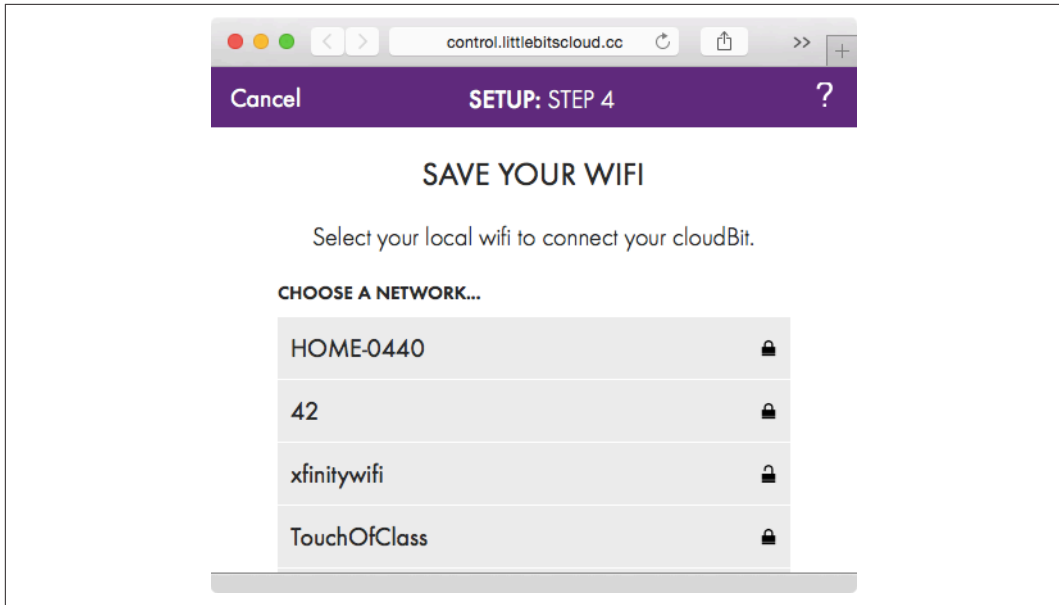 control.littlebitscloud.cc >>
Cancel SETUP: STEP 4 ?
SAVE YOUR WIFI
Select your local wifi to connect your cloudBit.
CHOOSE A NETWORK...
HOME-0440
42
xfinitywifi
TouchOfClass